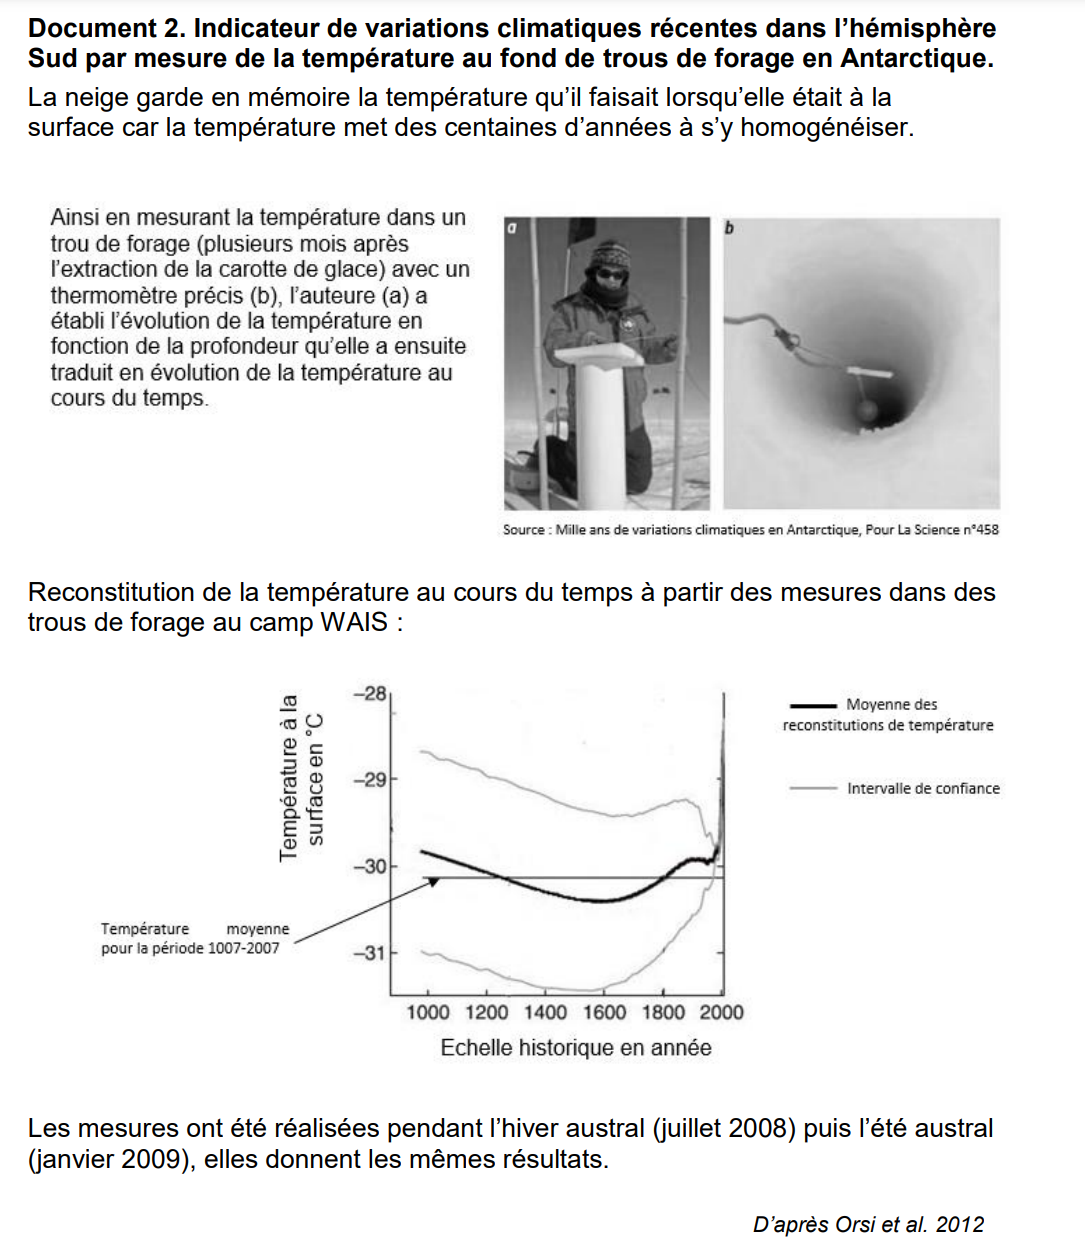 Document 2. Indicateur de variations climatiques récentes dans l’hémisphère
Sud par mesure de la température au fond de trous de forage en Antarctique.
La neige garde en mémoire la température qu’il faisait lorsqu’elle était à la
surface car la température met des centaines d’années à s’y homogénéiser.
Ainsi en mesurant la température dans un
trou de forage (plusieurs mois après
l’extraction de la carotte de glace) avec un
thermomètre précis (b), l’auteure (a) a
établi l’évolution de la température en
fonction de la profondeur qu’elle a ensuite
traduit en évolution de la température au
cours du temps.
a
b
Source : Mille ans de variations climatiques en Antarctique, Pour La Science n°458
Reconstitution de la température au cours du temps à partir des mesures dans des
trous de forage au camp WAIS :
Température à la
surface en °C
–28
–29
–30
–31
Moyenne des
reconstitutions de température
Intervalle de confiance
Température moyenne
pour la période 1007-2007
1000 1200 1400 1600 1800 2000
Echelle historique en année
Les mesures ont été réalisées pendant l’hiver austral (juillet 2008) puis l’été austral
(janvier 2009), elles donnent les mêmes résultats.
D’après Orsi et al. 2012